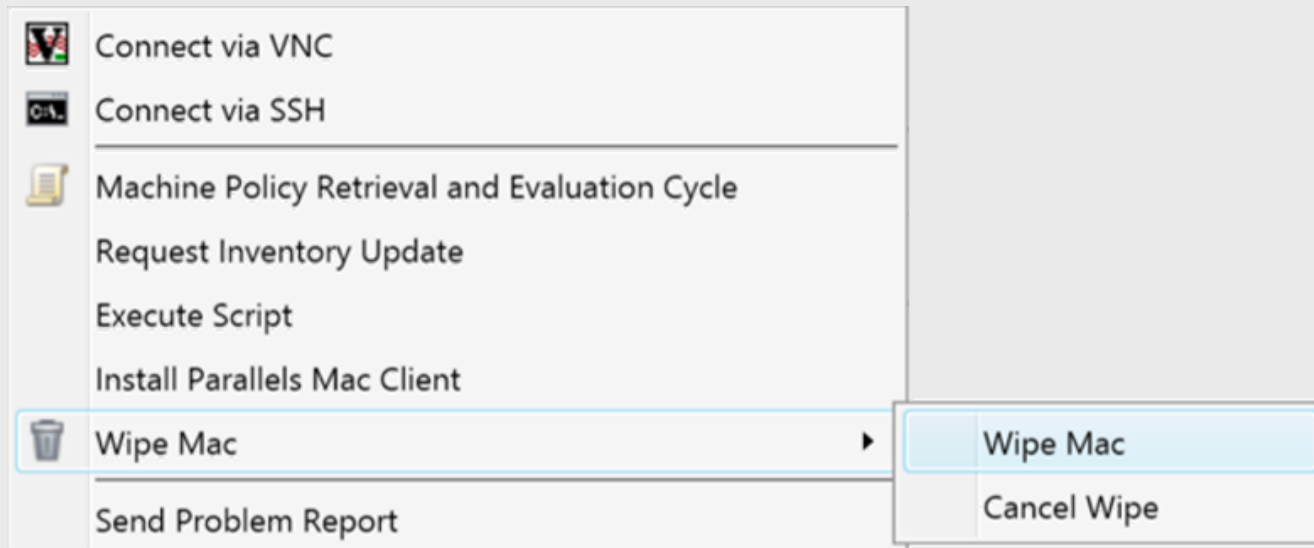 Connect via VNC
Connect via SSH
Machine Policy Retrieval and Evaluation Cycle
Request Inventory Update
Execute Script
Install Parallels Mac Client
Wipe Mac
Wipe Mac
Cancel Wipe
Send Problem Report